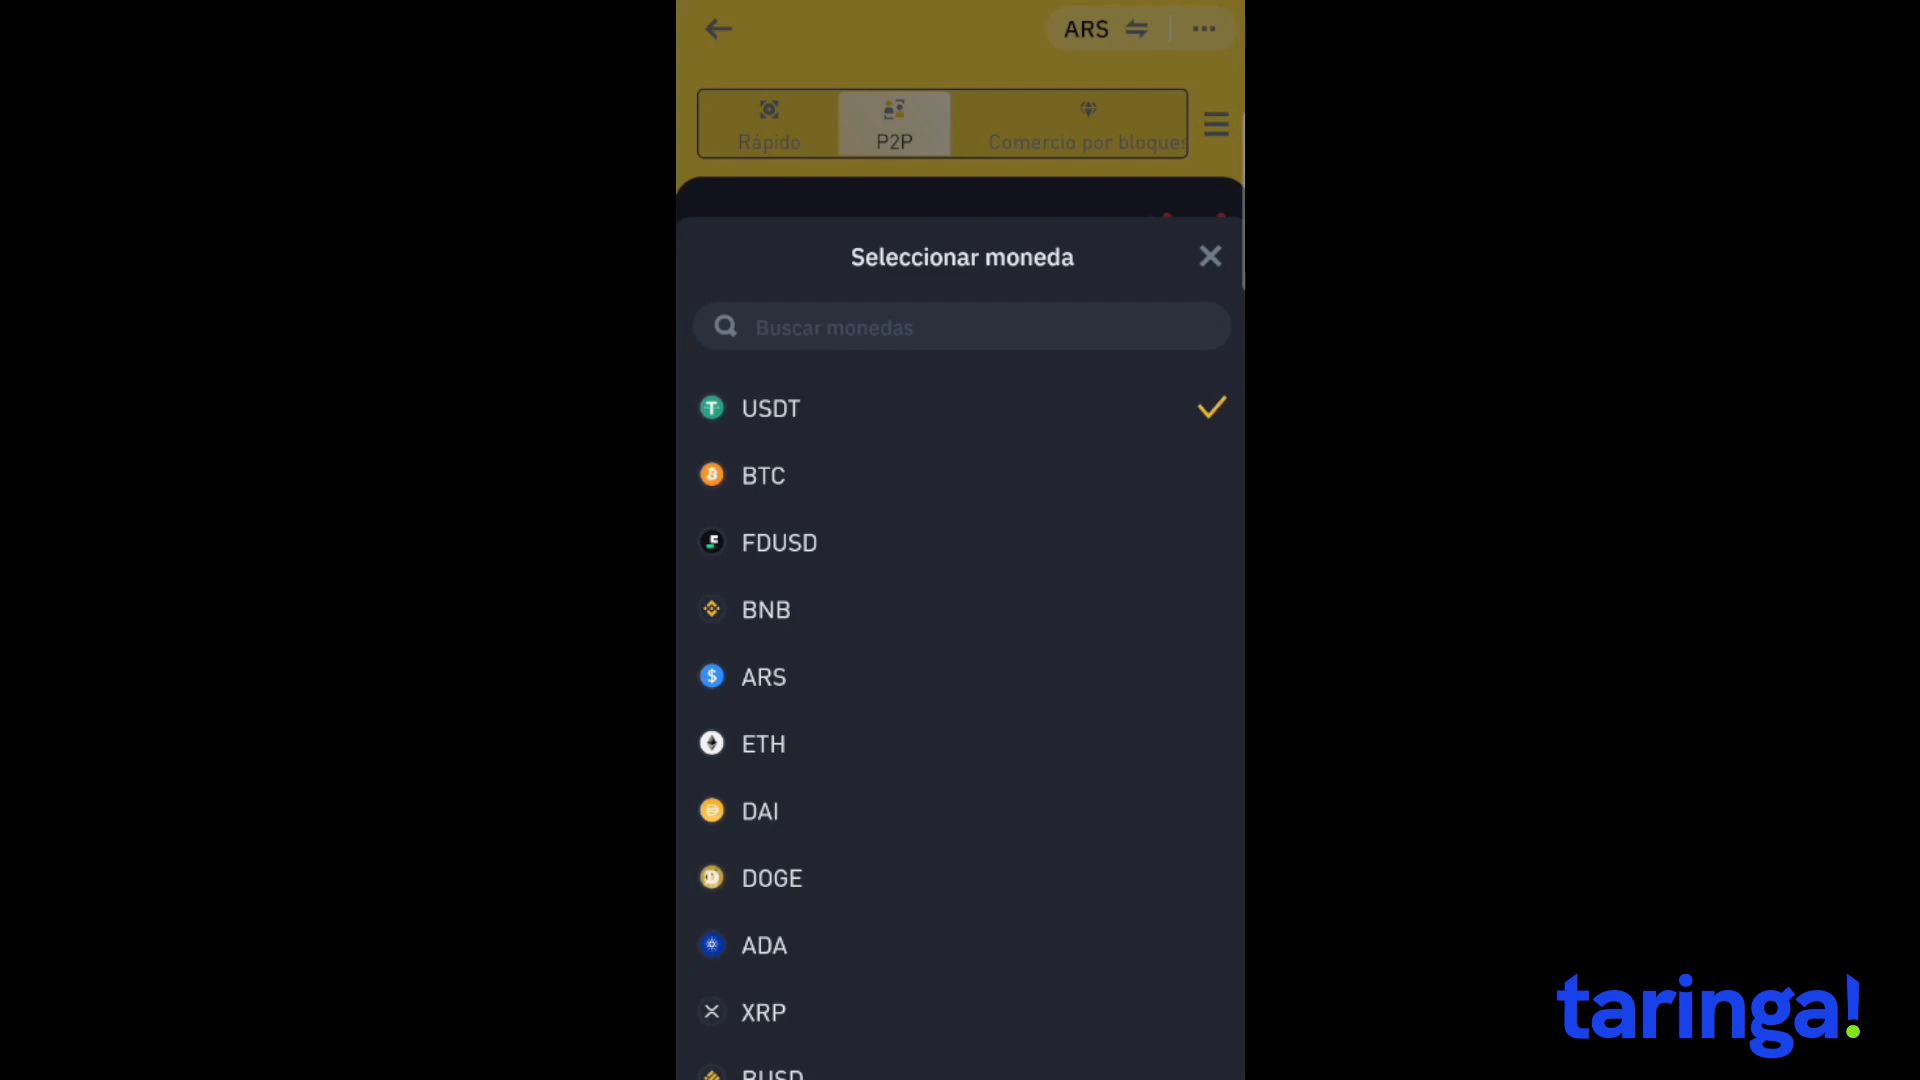 ARS
Rápido
P2P
Comercio por bloques
Seleccionar moneda
Buscar monedas
USDT
BTC
FDUSD
BNB
ARS
ETH
DAI
DOGE
ADA
XRP
BUSD
taringa!